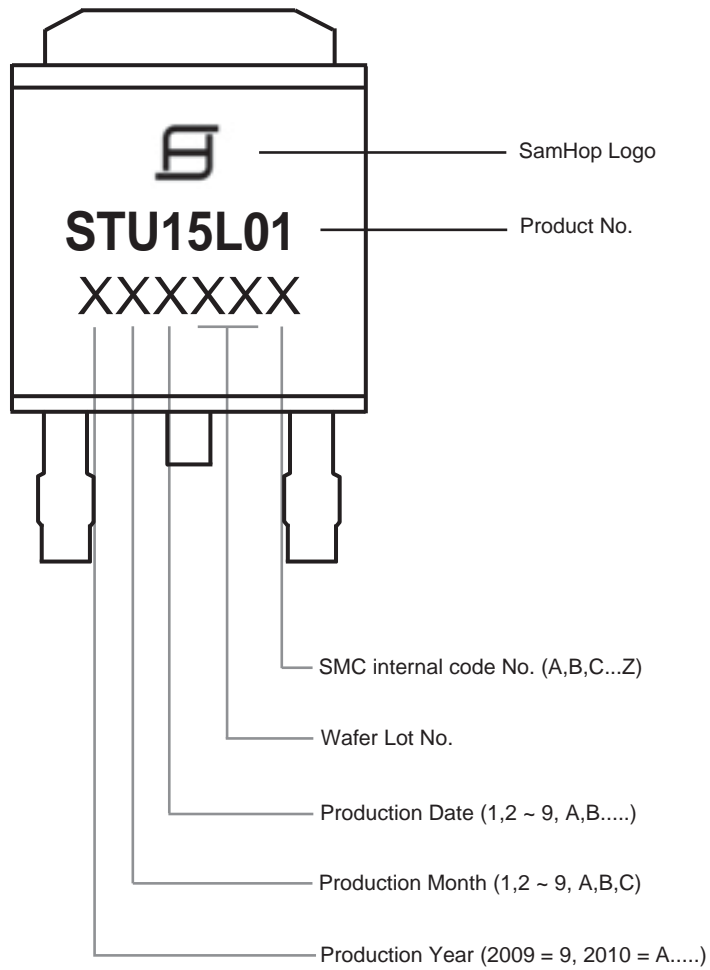 SamHop Logo
STU15L01
Product No.
XXXXXX
SMC internal code No. (A,B,C...Z)
Wafer Lot No.
Production Date (1,2 ~ 9, A,B.....)
Production Month (1,2 ~ 9, A,B,C)
Production Year (2009 = 9, 2010 = A.....)